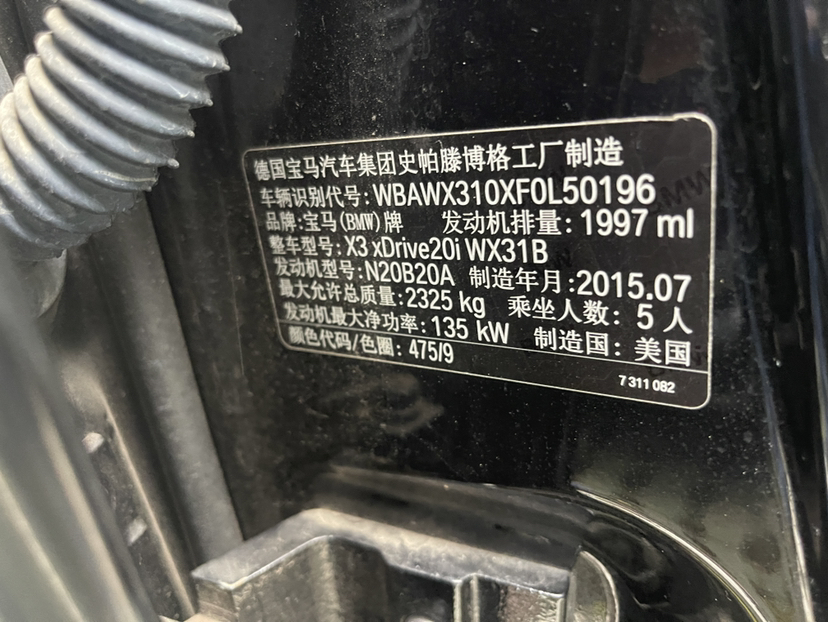 德国宝马汽车集团史帕滕博格工厂制造
车辆识别代号: WBAWX310XF0L50196
品牌: 宝马(BMW)牌 发动机排量: 1997 ml
整车型号: X3 xDrive20i WX31B
发动机型号: N20B20A 制造年月: 2015.07
最大允许总质量: 2325 kg 乘坐人数: 5 人
发动机最大净功率: 135 kW 制造国: 美国
颜色代码/色圈: 475/9
7 311 082